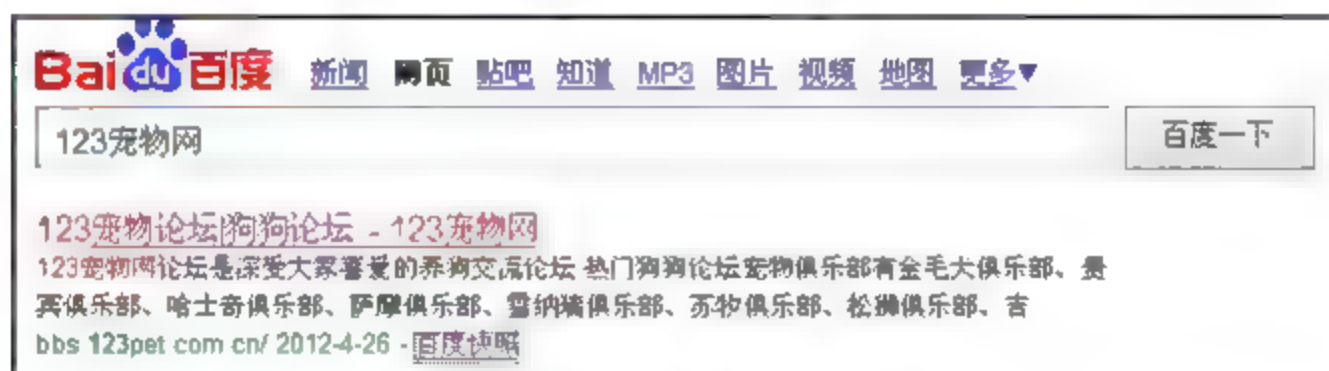 Baidu百度 新闻 网页 贴吧 知道 MP3 图片 视频 地图 更多▼
123宠物网 百度一下
123宠物论坛|狗狗论坛 - 123宠物网
123宠物网论坛是深受大家喜爱的养狗交流论坛 热门狗狗论坛宠物俱乐部有金毛犬俱乐部、贵
宾俱乐部、哈士奇俱乐部、萨摩俱乐部、雪纳瑞俱乐部、苏牧俱乐部、松狮俱乐部、吉
bbs 123pet com cn/ 2012-4-26 - 百度快照